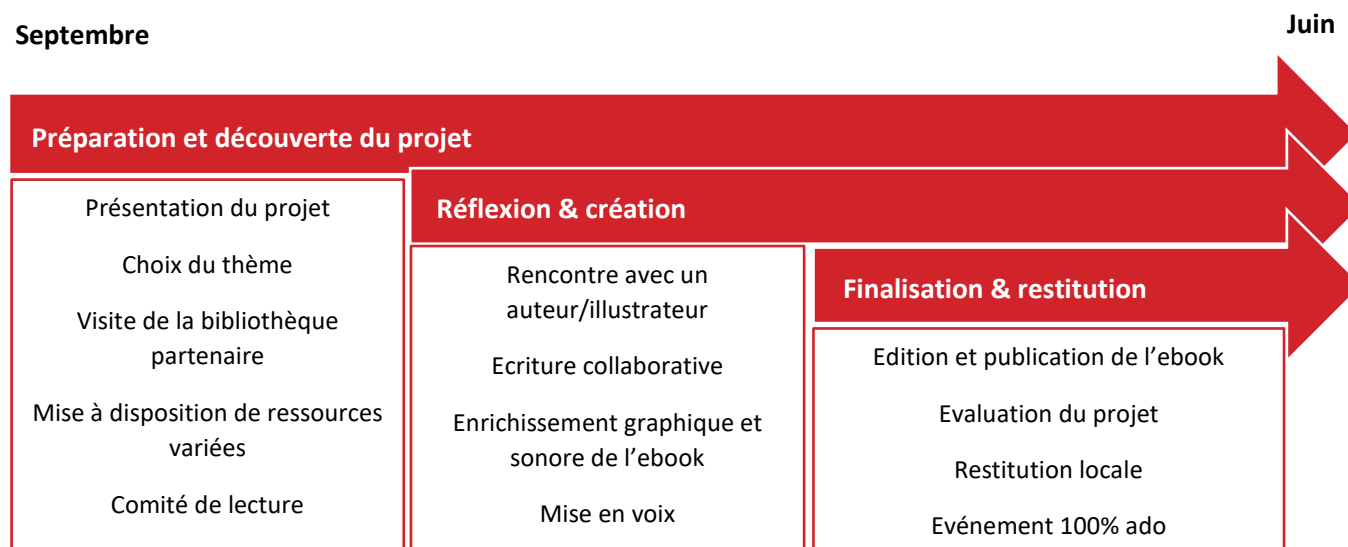 Septembre
Juin
Préparation et découverte du projet
Présentation du projet
Choix du thème
Visite de la bibliothèque
partenaire
Mise à disposition de ressources
variées
Comité de lecture
Réflexion & création
Rencontre avec un
auteur/illustrateur
Ecriture collaborative
Enrichissement graphique et
sonore de l’ebook
Mise en voix
Finalisation & restitution
Edition et publication de l’ebook
Evaluation du projet
Restitution locale
Evénement 100% ado